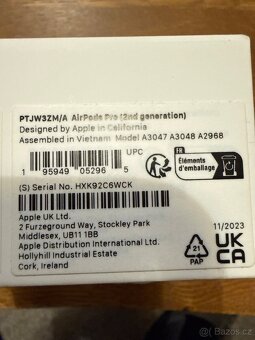 PTJW3ZM/A AirPods Pro (2nd generation)
Designed by Apple in California
Assembled in Vietnam Model A3047 A3048 A2968
UPC
1 95949 05296 5
FR
Éléments
d'emballage
(S) Serial No. HXK92C6WCK
Apple UK Ltd.
2 Furzeground Way, Stockley Park
Middlesex, UB11 1BB
Apple Distribution International Ltd.
Hollyhill Industrial Estate
Cork, Ireland
21
PAP
11/2023
UK
CA
bazos.cz